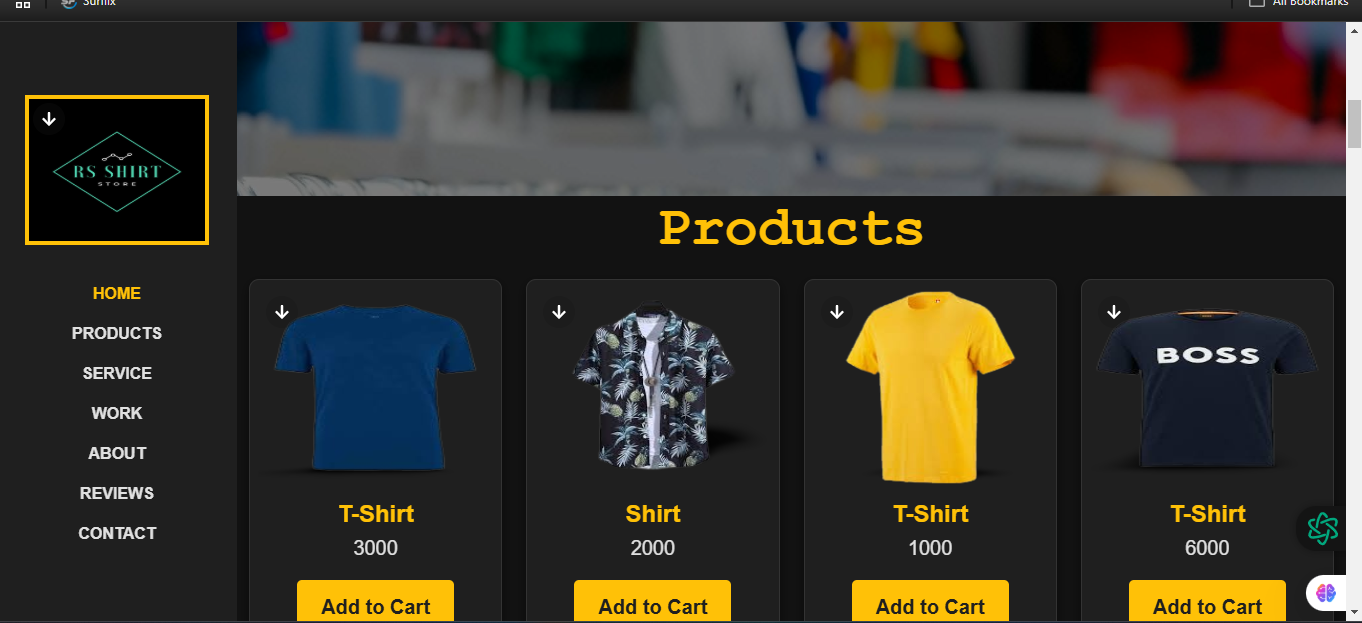 Surflix
All Bookmarks
RS SHIRT
STORE
HOME
PRODUCTS
SERVICE
WORK
ABOUT
REVIEWS
CONTACT
Products
T-Shirt
3000
Add to Cart
Shirt
2000
Add to Cart
T-Shirt
1000
Add to Cart
BOSS
T-Shirt
6000
Add to Cart